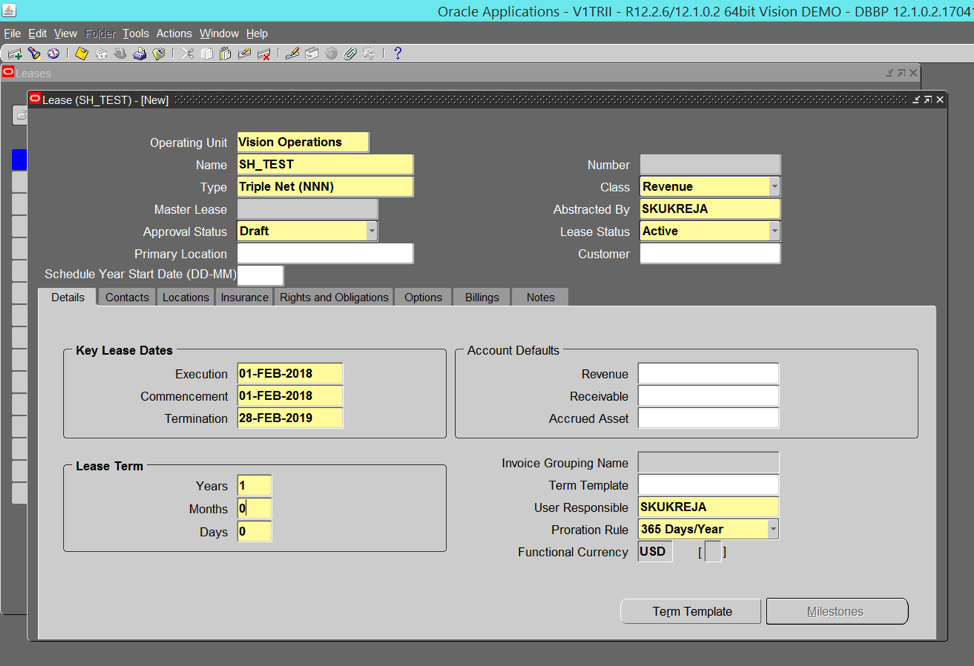 Oracle Applications - V1TRII - R12.2.6/12.1.0.2 64bit Vision DEMO - DBBP 12.1.0.2.1704
File Edit View Folder Tools Actions Window Help
Leases
Lease (SH_TEST) - [New]
Operating Unit Vision Operations
Name SH_TEST Number
Type Triple Net (NNN) Class Revenue
Master Lease Abstracted By SKUKREJA
Approval Status Draft Lease Status Active
Primary Location Customer
Schedule Year Start Date (DD-MM)
Details Contacts Locations Insurance Rights and Obligations Options Billings Notes
Key Lease Dates Account Defaults
Execution 01-FEB-2018 Revenue
Commencement 01-FEB-2018 Receivable
Termination 28-FEB-2019 Accrued Asset
Lease Term Invoice Grouping Name
Years 1 Term Template
Months 0 User Responsible SKUKREJA
Days 0 Proration Rule 365 Days/Year
Functional Currency USD [ ]
Term Template Milestones